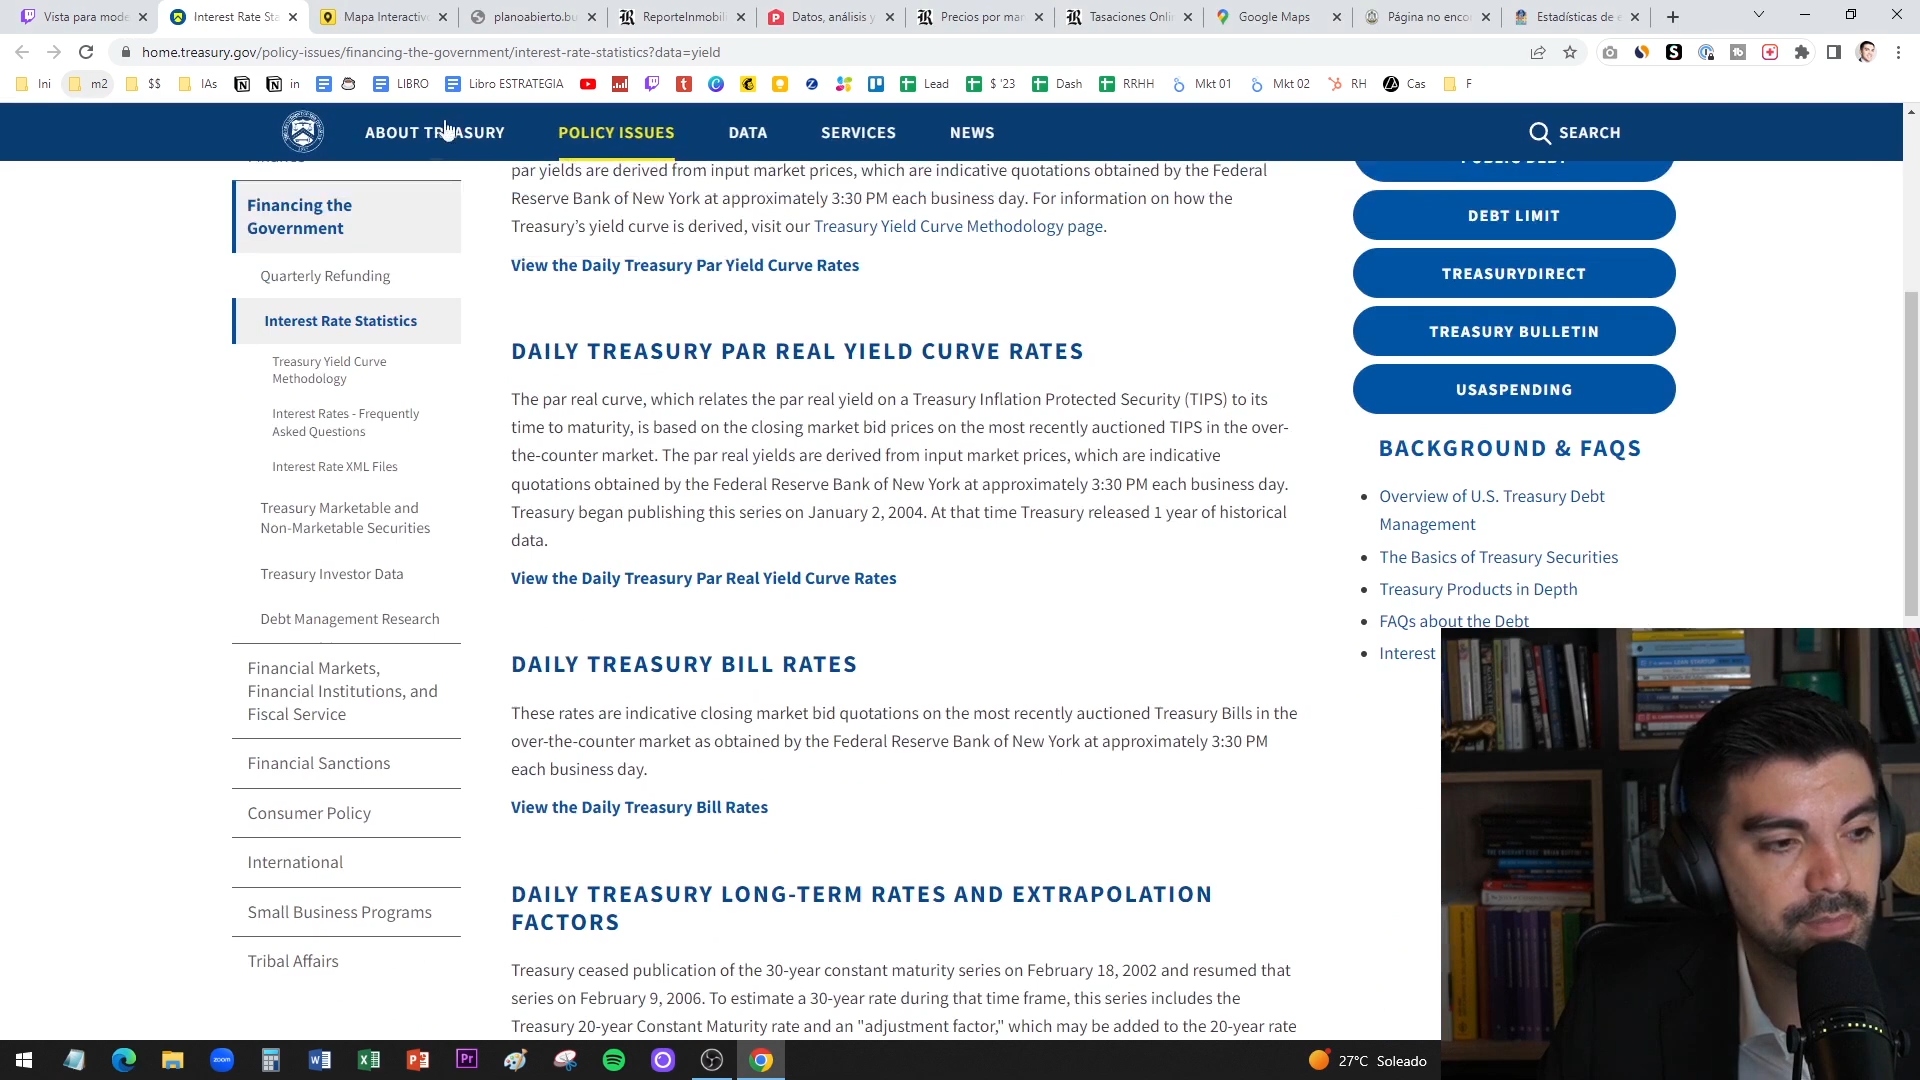 Vista para mode
Interest Rate Sta
Mapa Interactiv
planoabierto.bu
ReporteInmobili
Datos, análisis y
Precios por mar
Tasaciones Onli
Google Maps
Página no enco
Estadísticas de e
home.treasury.gov/policy-issues/financing-the-government/interest-rate-statistics?data=yield
Ini
m2
$$
IAs
in
LIBRO
Libro ESTRATEGIA
Lead
$ '23
Dash
RRHH
Mkt 01
Mkt 02
RH
Cas
F
ABOUT TREASURY
POLICY ISSUES
DATA
SERVICES
NEWS
SEARCH
Financing the
Government
Quarterly Refunding
Interest Rate Statistics
Treasury Yield Curve
Methodology
Interest Rates - Frequently
Asked Questions
Interest Rate XML Files
Treasury Marketable and
Non-Marketable Securities
Treasury Investor Data
Debt Management Research
Financial Markets,
Financial Institutions, and
Fiscal Service
Financial Sanctions
Consumer Policy
International
Small Business Programs
Tribal Affairs
par yields are derived from input market prices, which are indicative quotations obtained by the Federal
Reserve Bank of New York at approximately 3:30 PM each business day. For information on how the
Treasury’s yield curve is derived, visit our Treasury Yield Curve Methodology page.
View the Daily Treasury Par Yield Curve Rates
DAILY TREASURY PAR REAL YIELD CURVE RATES
The par real curve, which relates the par real yield on a Treasury Inflation Protected Security (TIPS) to its
time to maturity, is based on the closing market bid prices on the most recently auctioned TIPS in the over-
the-counter market. The par real yields are derived from input market prices, which are indicative
quotations obtained by the Federal Reserve Bank of New York at approximately 3:30 PM each business day.
Treasury began publishing this series on January 2, 2004. At that time Treasury released 1 year of historical
data.
View the Daily Treasury Par Real Yield Curve Rates
DAILY TREASURY BILL RATES
These rates are indicative closing market bid quotations on the most recently auctioned Treasury Bills in the
over-the-counter market as obtained by the Federal Reserve Bank of New York at approximately 3:30 PM
each business day.
View the Daily Treasury Bill Rates
DAILY TREASURY LONG-TERM RATES AND EXTRAPOLATION
FACTORS
Treasury ceased publication of the 30-year constant maturity series on February 18, 2002 and resumed that
series on February 9, 2006. To estimate a 30-year rate during that time frame, this series includes the
Treasury 20-year Constant Maturity rate and an "adjustment factor," which may be added to the 20-year rate
PUBLIC DEBT
DEBT LIMIT
TREASURYDIRECT
TREASURY BULLETIN
USASPENDING
BACKGROUND & FAQS
Overview of U.S. Treasury Debt
Management
The Basics of Treasury Securities
Treasury Products in Depth
FAQs about the Debt
Interest
zoom
Pr
27°C Soleado